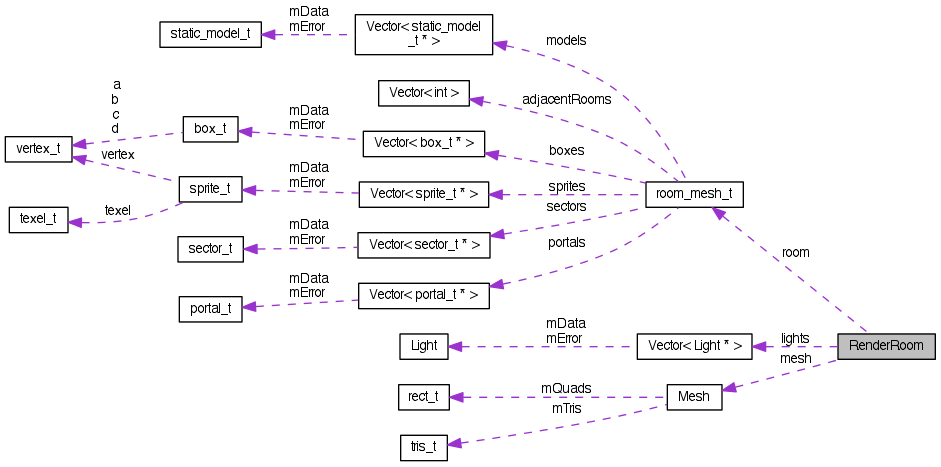 mData
mError
static_model_t
Vector< static_model
_t * >
models
Vector< int >
adjacentRooms
a
b
c
d
mData
mError
box_t
Vector< box_t * >
boxes
vertex_t
vertex
mData
mError
sprite_t
Vector< sprite_t * >
sprites
room_mesh_t
texel_t
texel
sectors
mData
mError
sector_t
Vector< sector_t * >
portals
room
mData
mError
portal_t
Vector< portal_t * >
mData
mError
Light
Vector< Light * >
lights
RenderRoom
mesh
rect_t
mQuads
Mesh
mTris
tris_t